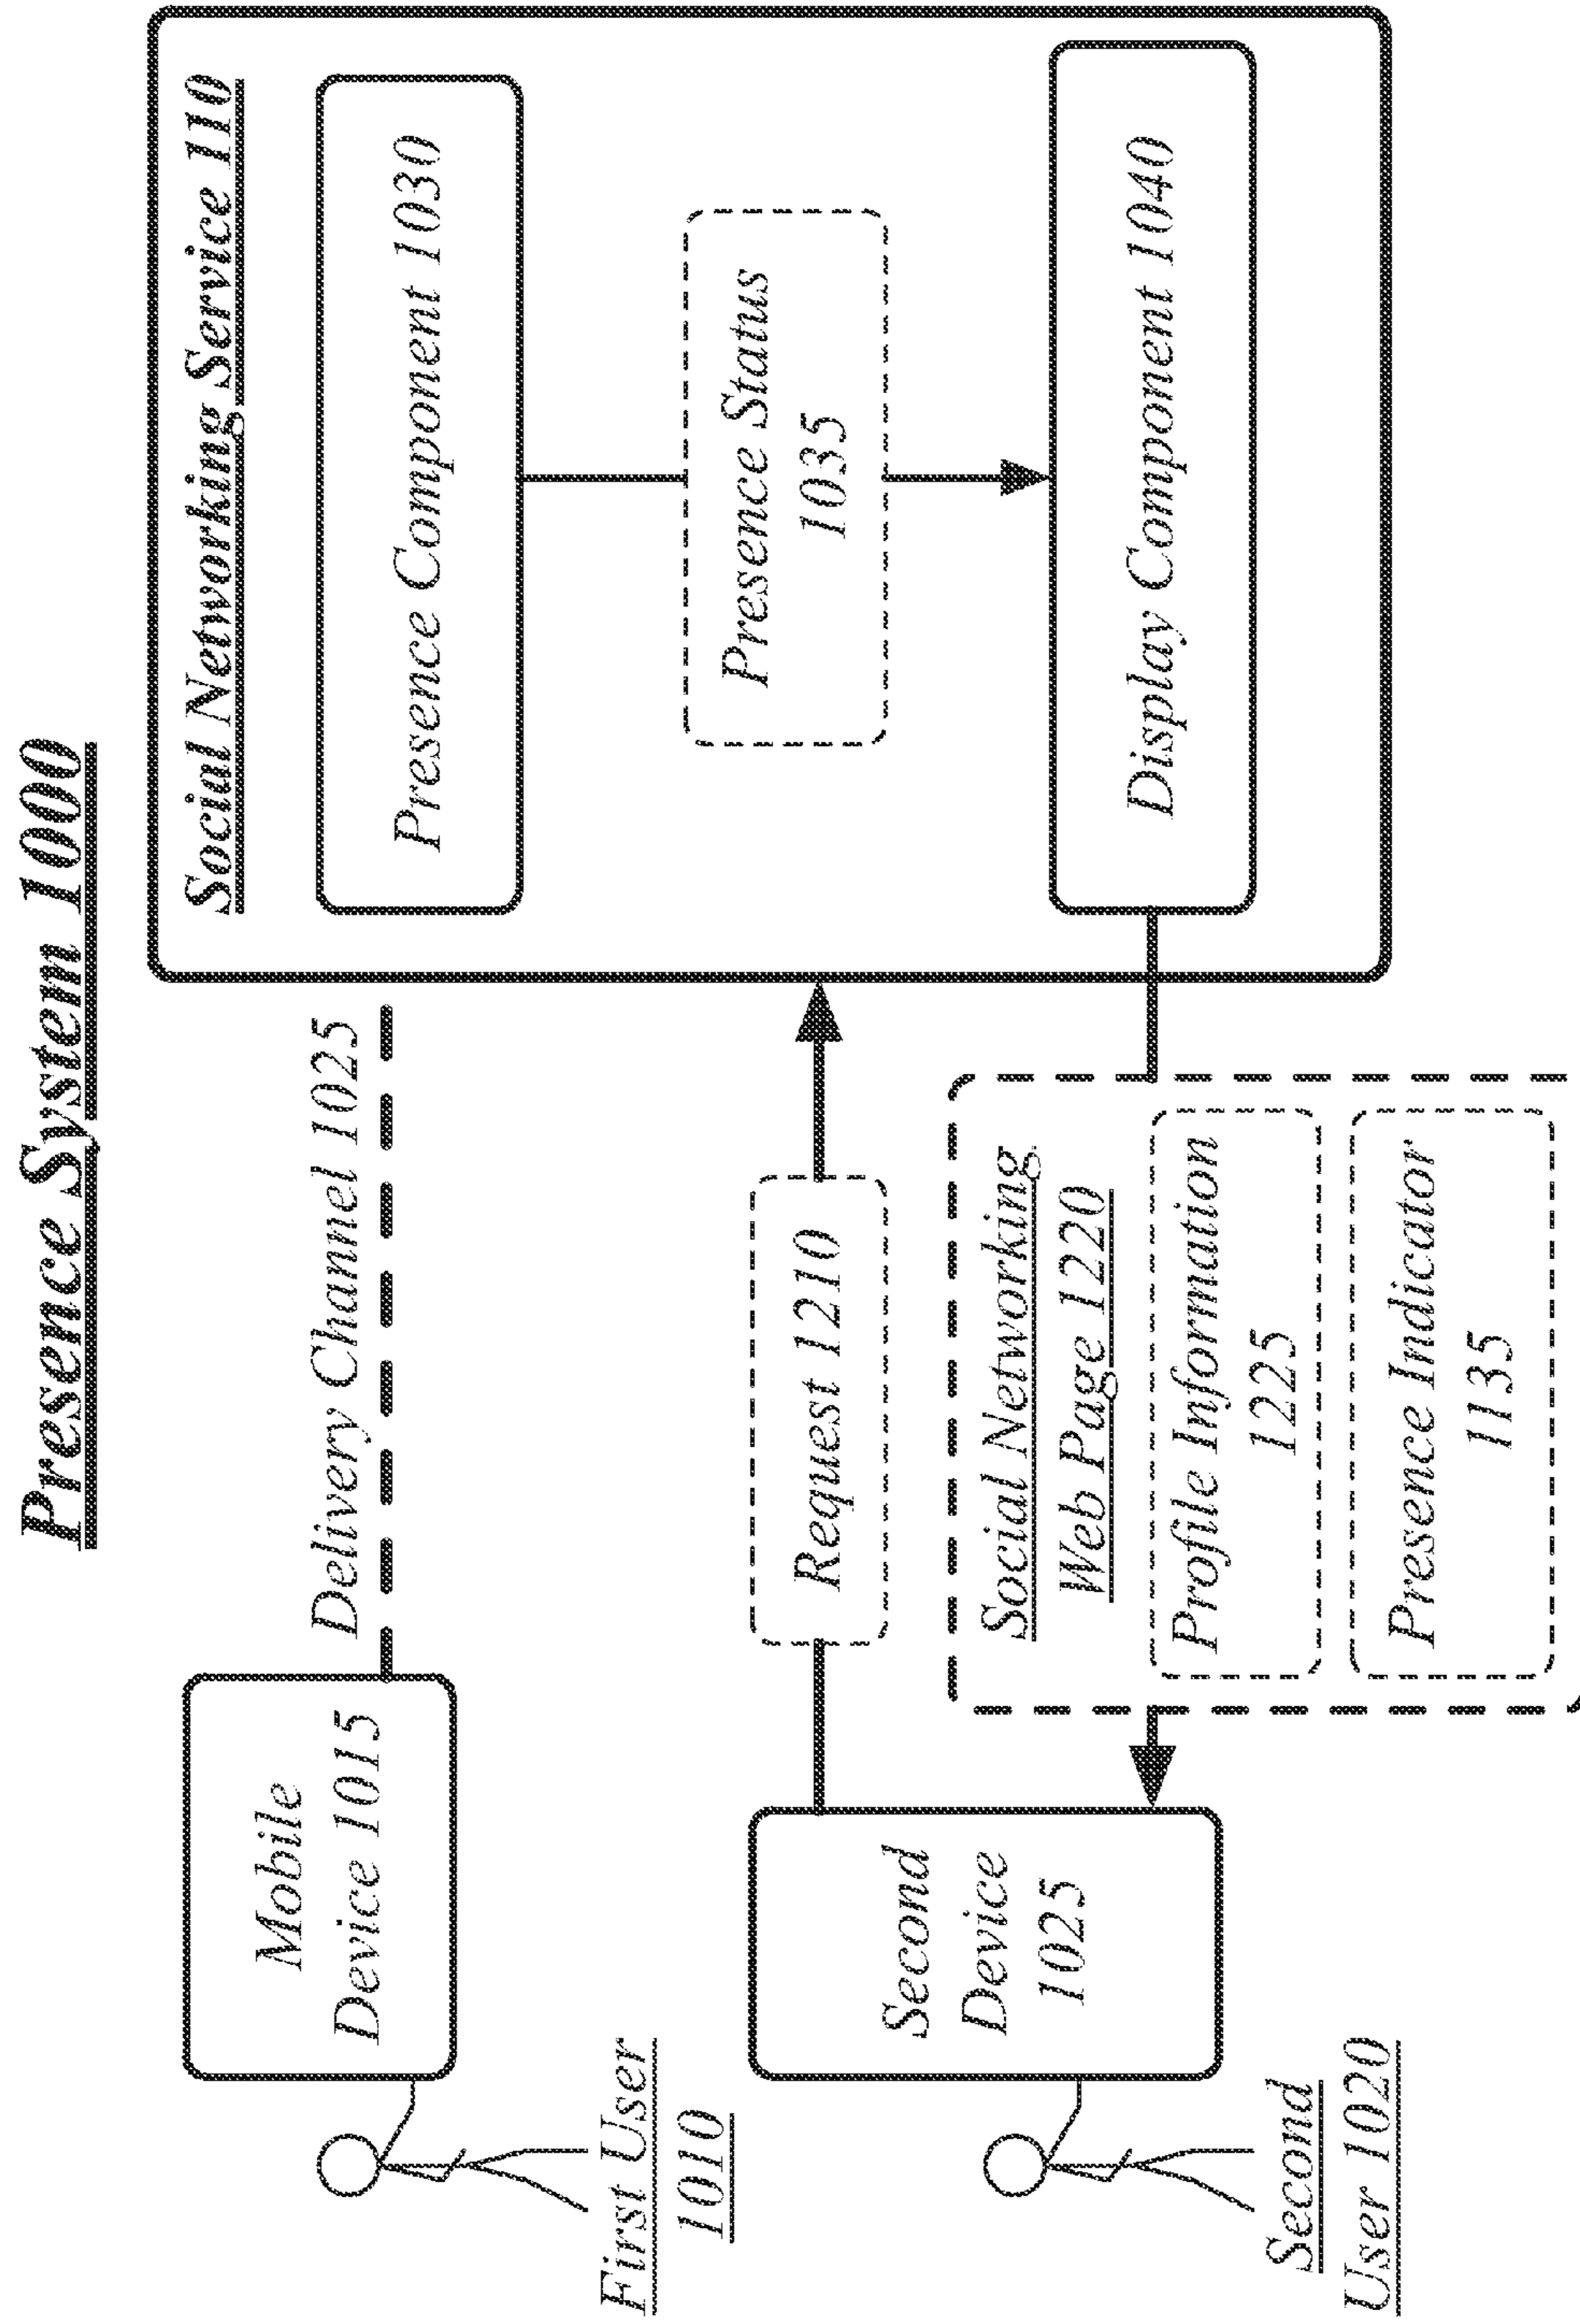 Presence System 1000
Social Networking Service 110
Presence Component 1030
Presence Status
1035
Display Component 1040
Delivery Channel 1025
Mobile
Device 1015
First User
1010
Request 1210
Social Networking
Web Page 1220
Profile Information
1225
Presence Indicator
1135
Second
Device
1025
Second
User 1020